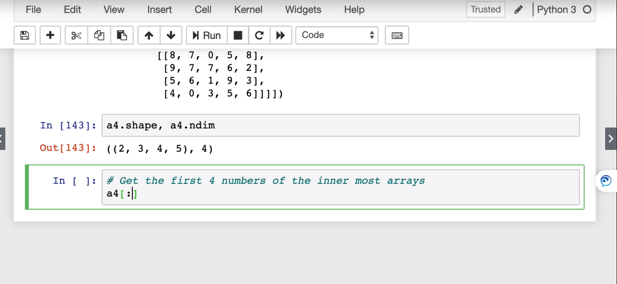 File Edit View Insert Cell Kernel Widgets Help Trusted Python 3
Run Code
[[8, 7, 0, 5, 8],
[9, 7, 7, 6, 2],
[5, 6, 1, 9, 3],
[4, 0, 3, 5, 6]]]])
In [143]: a4.shape, a4.ndim
Out[143]: ((2, 3, 4, 5), 4)
In [ ]: # Get the first 4 numbers of the inner most arrays
a4[:]